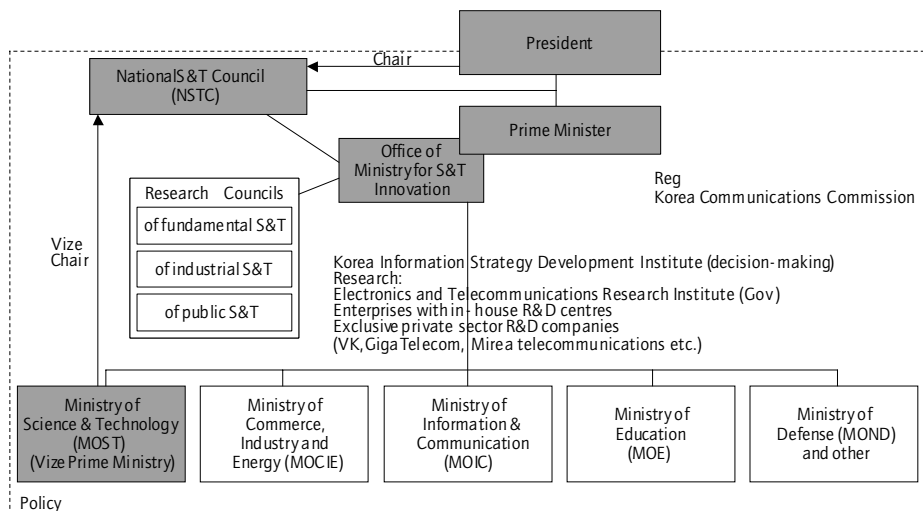 President
Chair
National S&T Council
(NSTC)
Prime Minister
Office of
Ministry for S&T
Innovation
Reg
Korea Communications Commission
Research Councils
of fundamental S&T
of industrial S&T
of public S&T
Vize
Chair
Korea Information Strategy Development Institute (decision-making)
Research:
Electronics and Telecommunications Research Institute (Gov)
Enterprises with in-house R&D centres
Exclusive private sector R&D companies
(VK, Giga Telecom, Mirea telecommunications etc.)
Ministry of
Science & Technology
(MOST)
(Vize Prime Ministry)
Ministry of
Commerce,
Industry and
Energy (MOCIE)
Ministry of
Information &
Communication
(MOIC)
Ministry of
Education
(MOE)
Ministry of
Defense (MOND)
and other
Policy